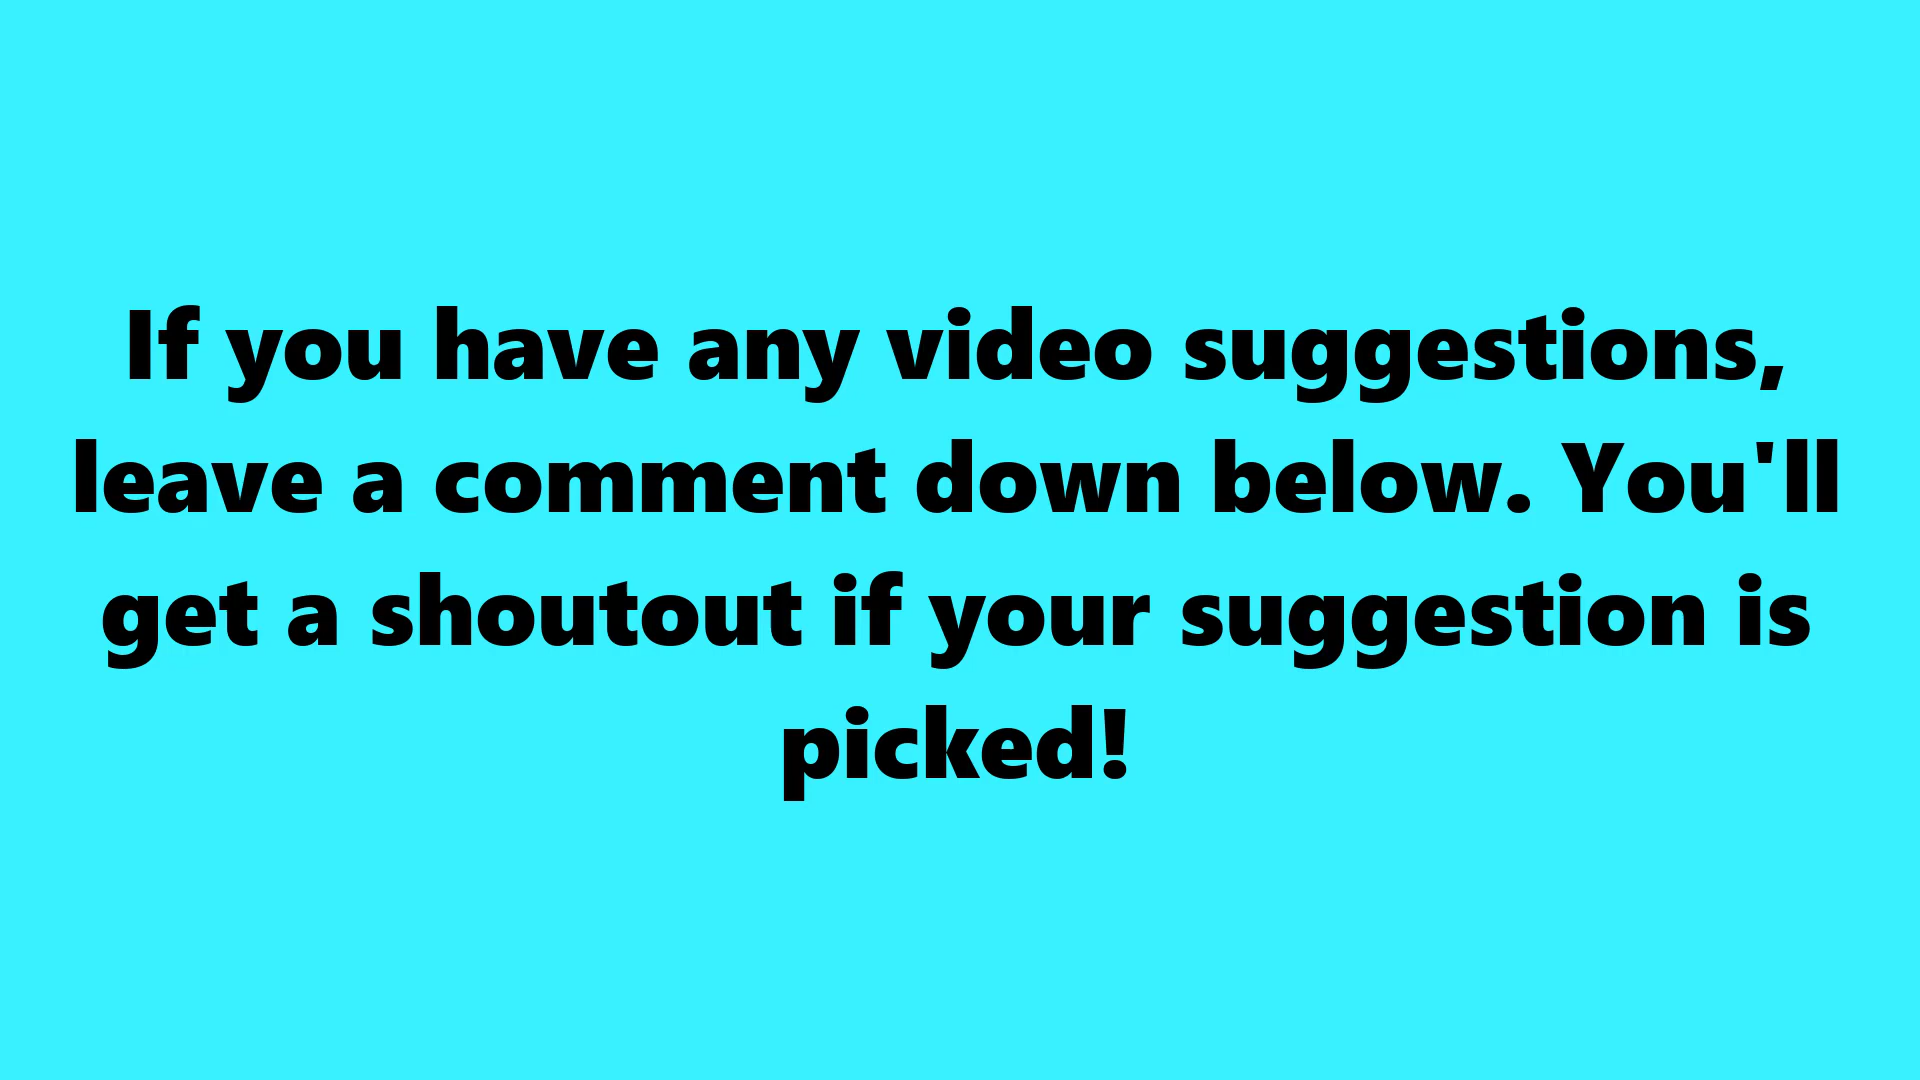 If you have any video suggestions,
leave a comment down below. You'll
get a shoutout if your suggestion is
picked!